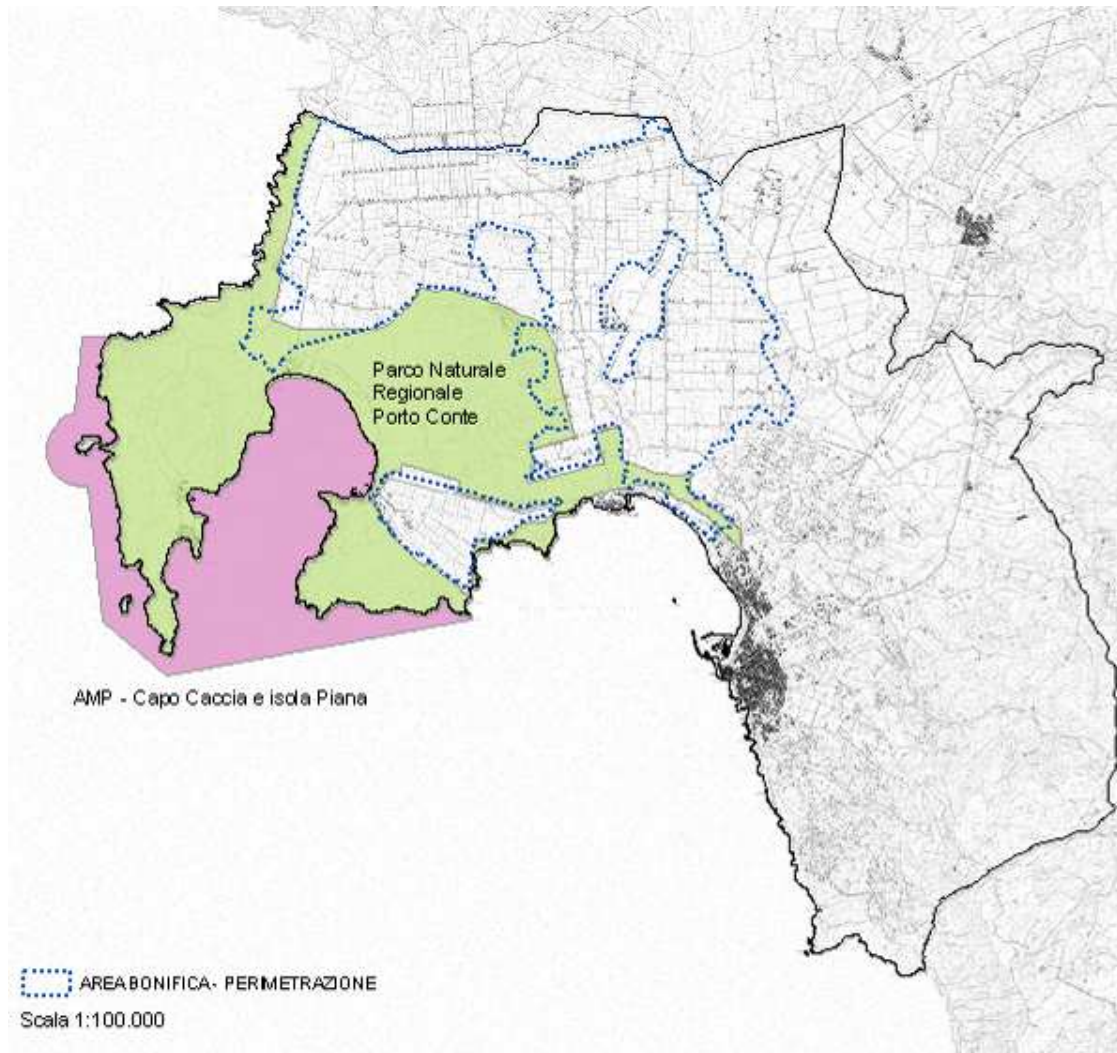 Parco Naturale
Regionale
Porto Conte
AMP - Capo Caccia e isola Piana
AREA BONIFICA - PERIMETRAZIONE
Scala 1:100.000